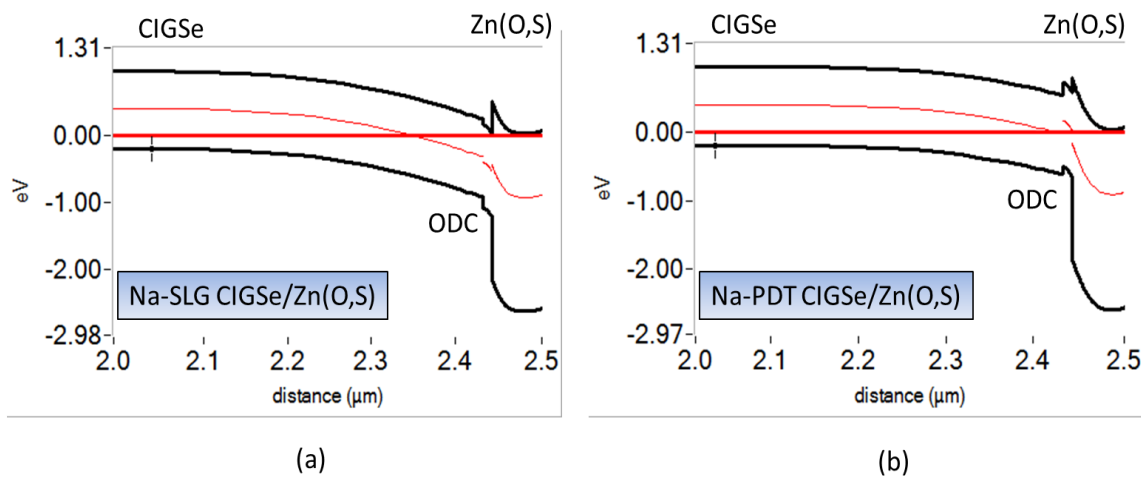 CIGSe
Zn(O,S)
1.31
0.00
-1.00
-2.00
-2.98
eV
ODC
Na-SLG CIGSe/Zn(O,S)
2.0 2.1 2.2 2.3 2.4 2.5
distance (µm)
(a)
CIGSe
Zn(O,S)
1.31
0.00
-1.00
-2.00
-2.97
eV
ODC
Na-PDT CIGSe/Zn(O,S)
2.0 2.1 2.2 2.3 2.4 2.5
distance (µm)
(b)